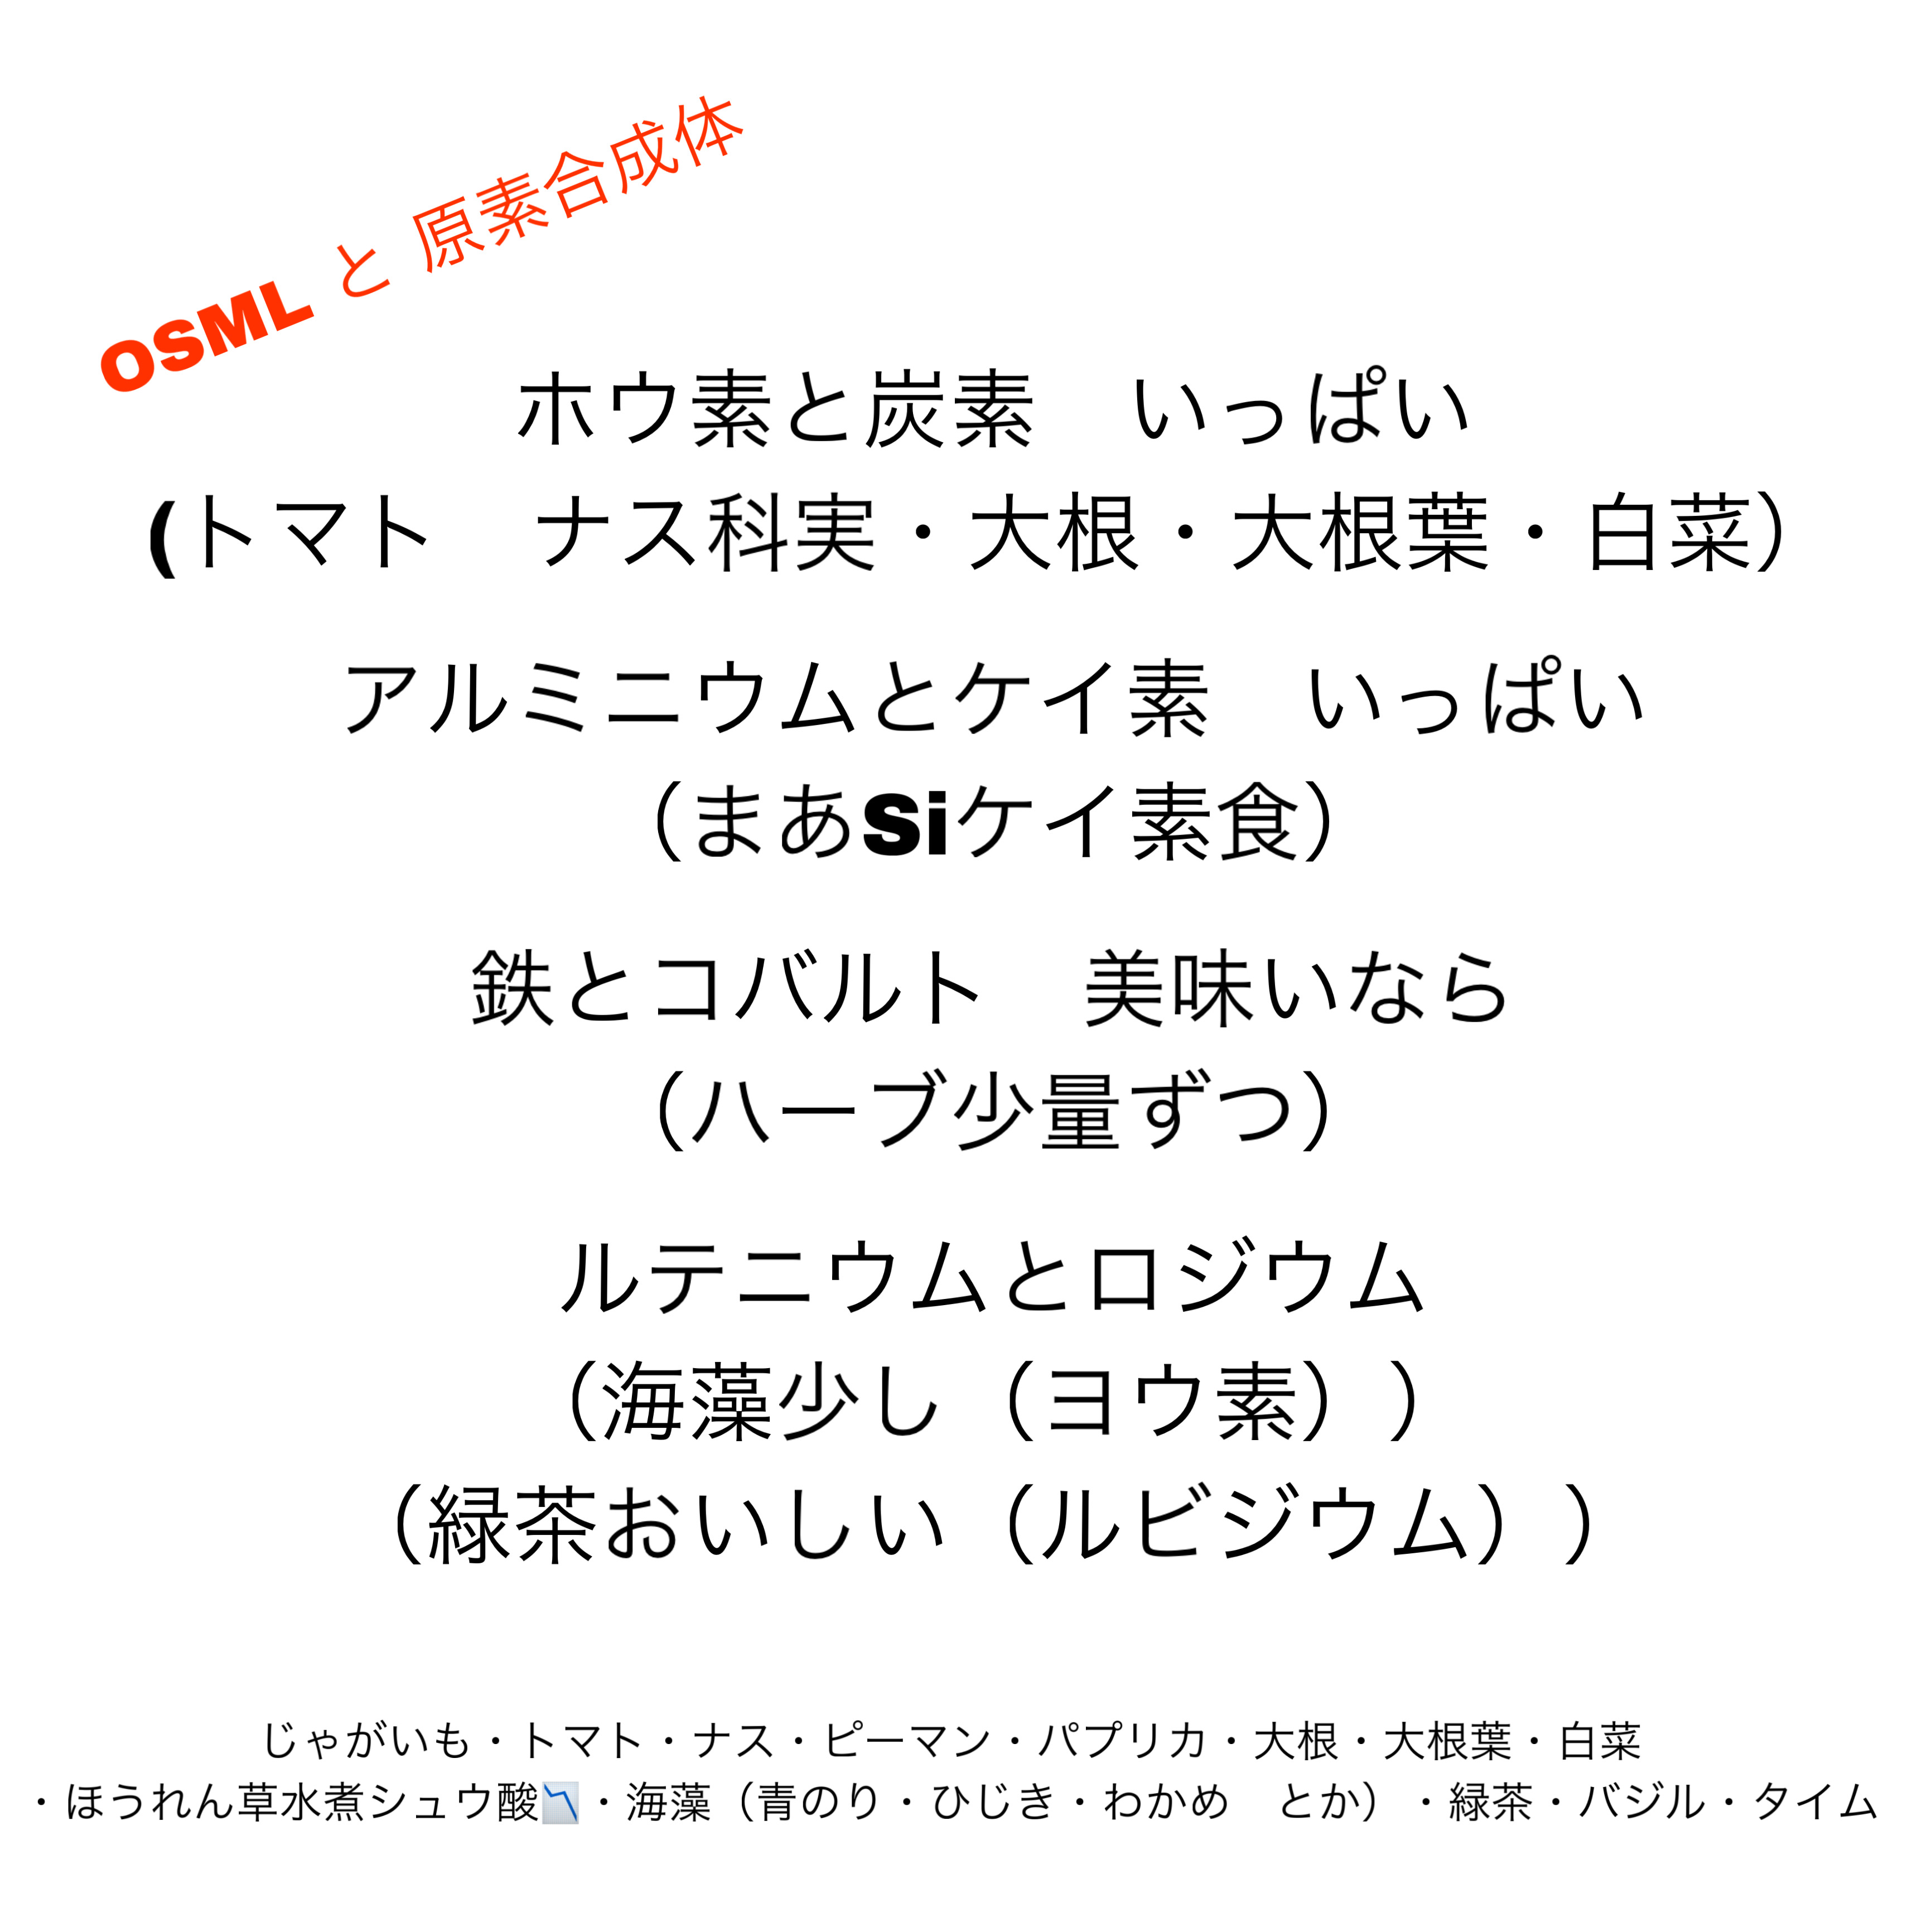 OSML と 原素合成体
ホウ素と炭素　いっぱい
(トマト　ナス科実・大根・大根葉・白菜）
アルミニウムとケイ素　いっぱい
（まあSiケイ素食）
鉄とコバルト　美味いなら
（ハーブ少量ずつ）
ルテニウムとロジウム
（海藻少し（ヨウ素））
（緑茶おいしい（ルビジウム））
じゃがいも・トマト・ナス・ピーマン・パプリカ・大根・大根葉・白菜
・ほうれん草水煮シュウ酸📉・海藻（青のり・ひじき・わかめ　とか）・緑茶・バジル・タイム